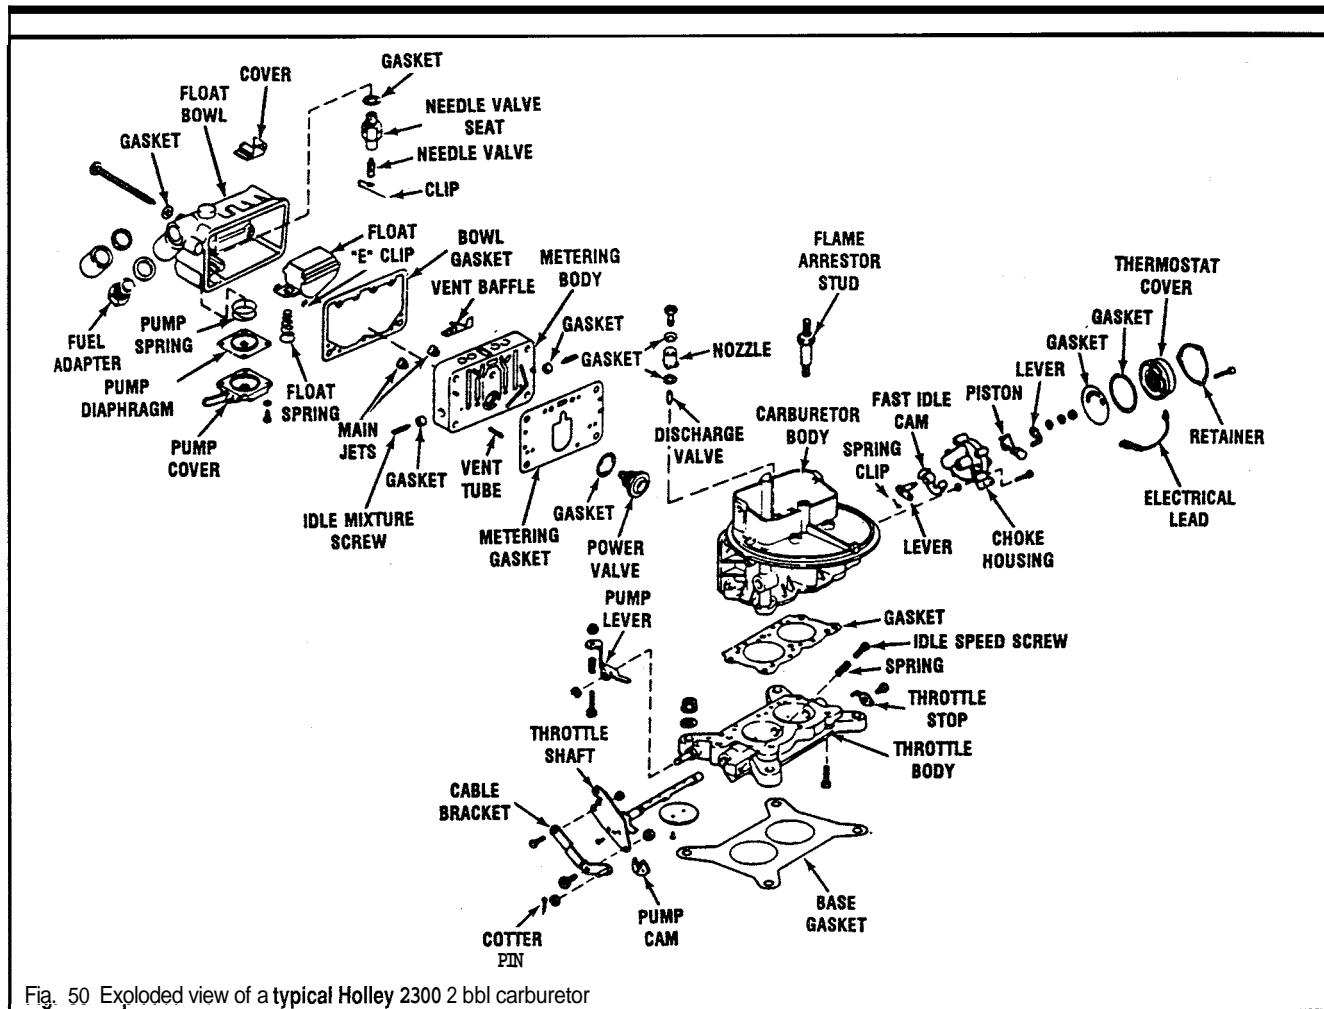 GASKET
COVER
FLOAT
BOWL
NEEDLE VALVE
SEAT
GASKET
NEEDLE VALVE
CLIP
FLOAT
"E" CLIP
BOWL
GASKET
METERING
BODY
VENT BAFFLE
FLAME
ARRESTOR
STUD
THERMOSTAT
COVER
GASKET
GASKET
LEVER
PISTON
FAST IDLE
CAM
RETAINER
ELECTRICAL
LEAD
FUEL
ADAPTER
PUMP
SPRING
PUMP
DIAPHRAGM
PUMP
COVER
FLOAT
SPRING
MAIN
JETS
GASKET
GASKET
NOZZLE
DISCHARGE
VALVE
CARBURETOR
BODY
SPRING
CLIP
LEVER
CHOKE
HOUSING
GASKET
IDLE MIXTURE
SCREW
VENT
TUBE
METERING
GASKET
GASKET
POWER
VALVE
PUMP
LEVER
GASKET
IDLE SPEED SCREW
SPRING
THROTTLE
STOP
THROTTLE
BODY
THROTTLE
SHAFT
CABLE
BRACKET
BASE
GASKET
PUMP
CAM
COTTER
PIN
Fig. 50 Exploded view of a typical Holley 2300 2 bbl carburetor